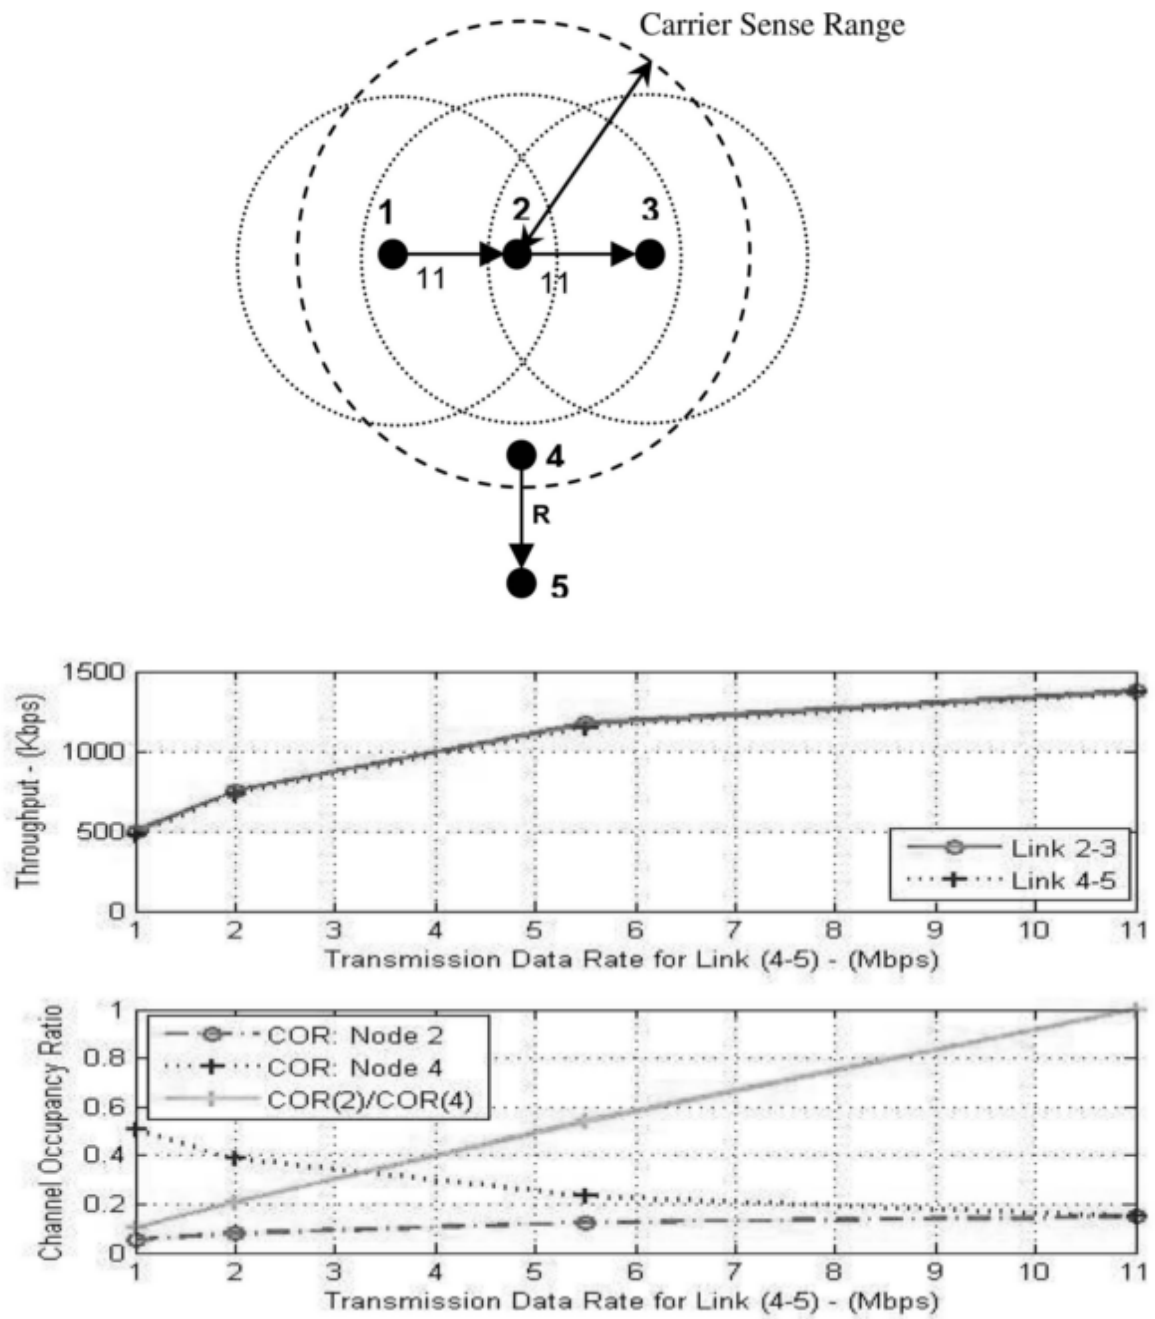 Carrier Sense Range
1 2 3
11 11
4
R
5
1500
1000
500
0
Throughput - (Kbps)
Link 2-3
Link 4-5
1 2 3 4 5 6 7 8 9 10 11
Transmission Data Rate for Link (4-5) - (Mbps)
1
0.8
0.6
0.4
0.2
0
Channel Occupancy Ratio
COR: Node 2
COR: Node 4
COR(2)/COR(4)
1 2 3 4 5 6 7 8 9 10 11
Transmission Data Rate for Link (4-5) - (Mbps)